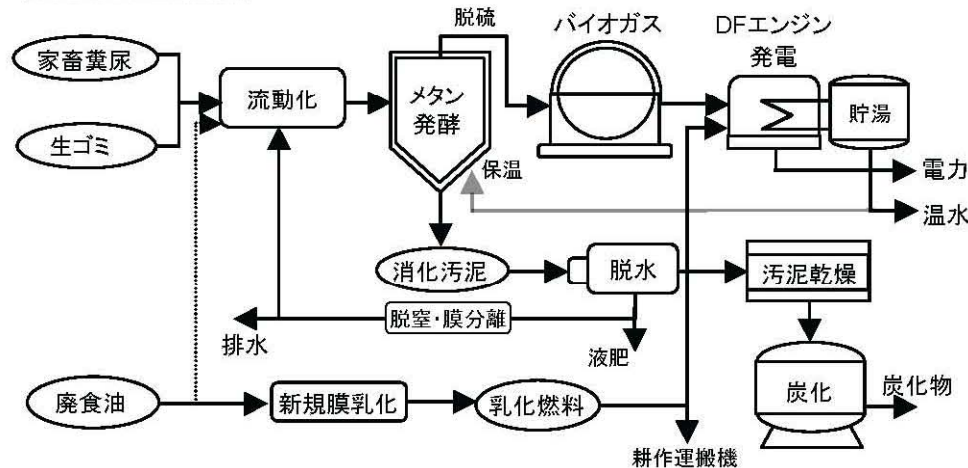 脱硫
バイオガス
DFエンジン
発電
家畜糞尿
流動化
メタン
発酵
貯湯
生ゴミ
保温
電力
温水
消化汚泥
脱水
汚泥乾燥
脱窒・膜分離
排水
液肥
廃食油
新規膜乳化
乳化燃料
炭化
炭化物
耕作運搬機